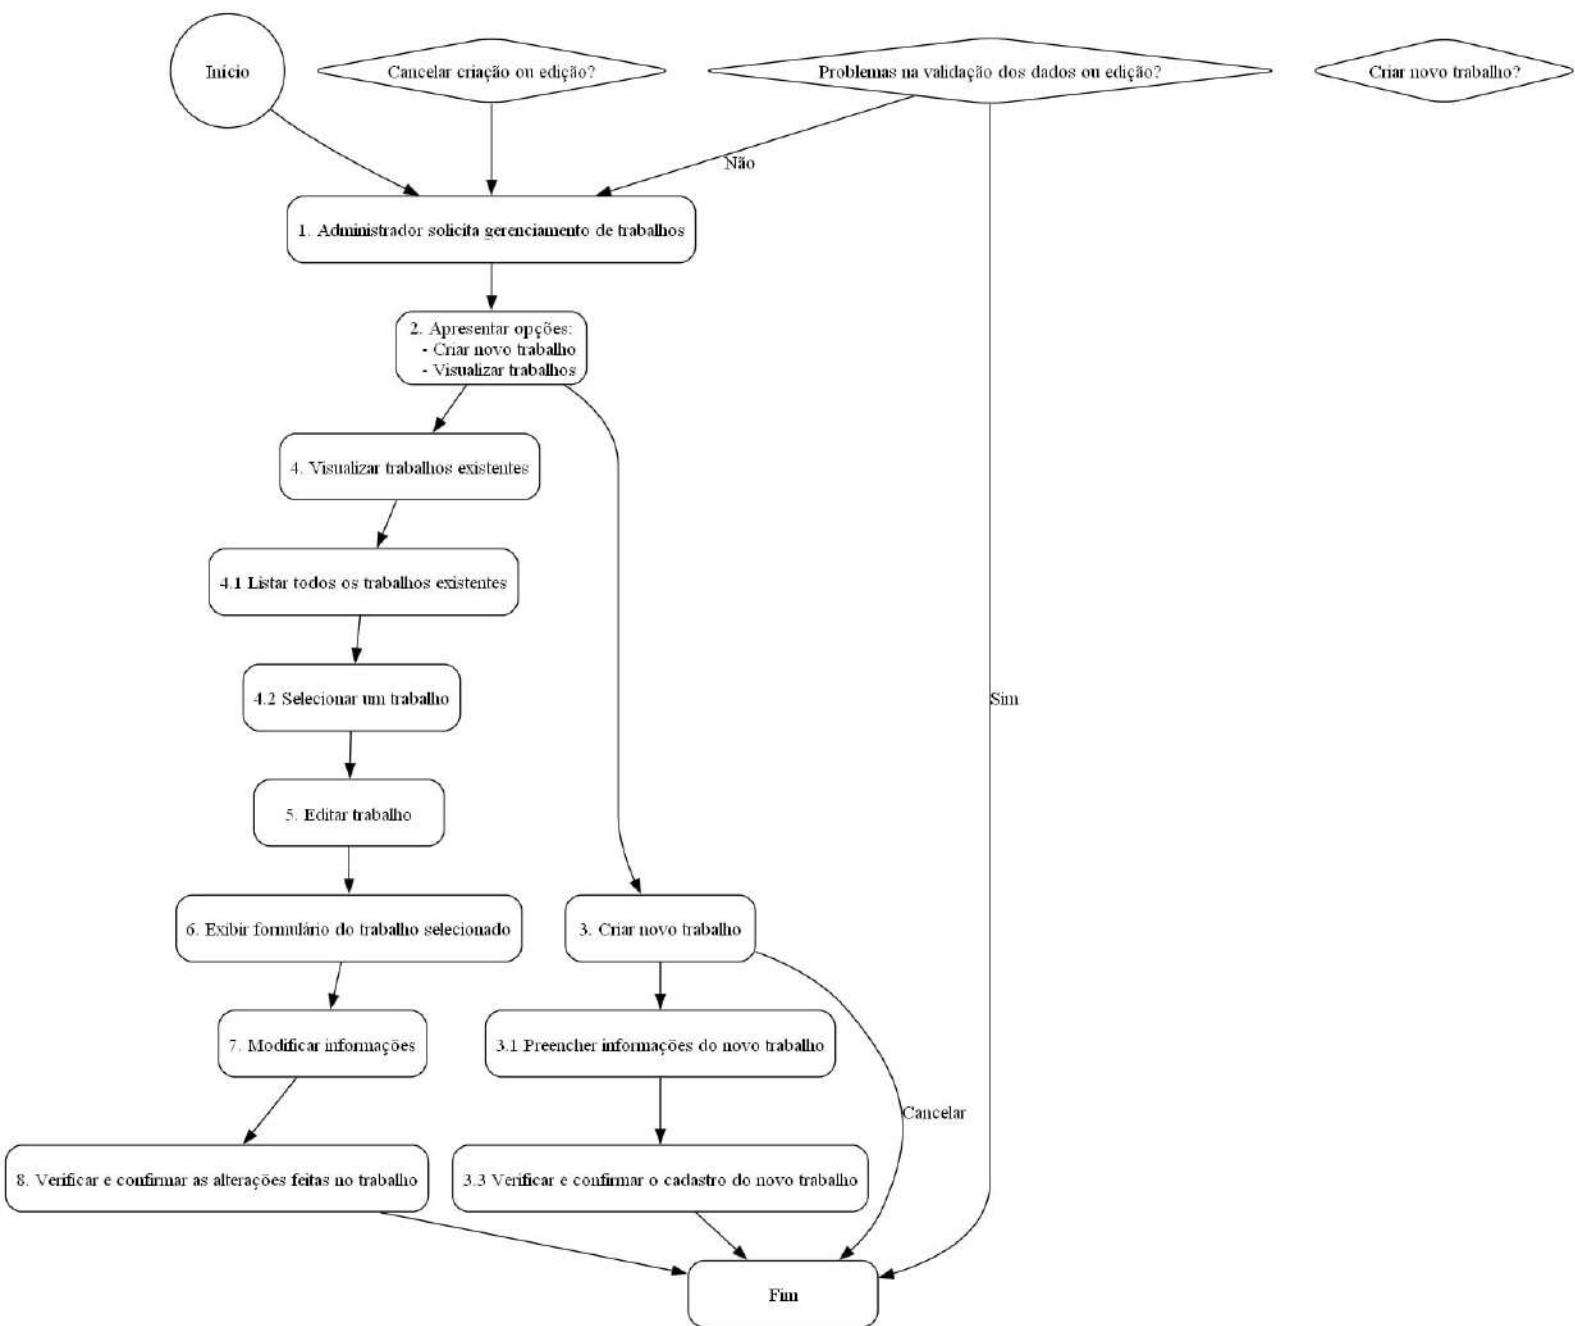 Início
Cancelar criação ou edição?
Problemas na validação dos dados ou edição?
Criar novo trabalho?
Não
1. Administrador solicita gerenciamento de trabalhos
2. Apresentar opções:
- Criar novo trabalho
- Visualizar trabalhos
4. Visualizar trabalhos existentes
4.1 Listar todos os trabalhos existentes
4.2 Selecionar um trabalho
Sim
5. Editar trabalho
6. Exibir formulário do trabalho selecionado
3. Criar novo trabalho
7. Modificar informações
3.1 Preencher informações do novo trabalho
Cancelar
8. Verificar e confirmar as alterações feitas no trabalho
3.3 Verificar e confirmar o cadastro do novo trabalho
Fim